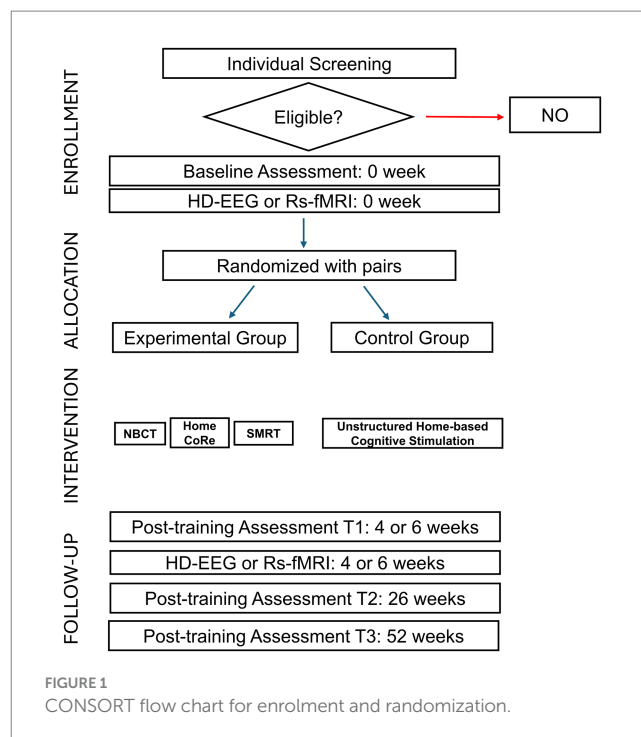 ENROLLMENT
Individual Screening
Eligible?
NO
Baseline Assessment: 0 week
HD-EEG or Rs-fMRI: 0 week
ALLOCATION
Randomized with pairs
Experimental Group
Control Group
INTERVENTION
NBCT
Home
CoRe
SMRT
Unstructured Home-based
Cognitive Stimulation
FOLLOW-UP
Post-training Assessment T1: 4 or 6 weeks
HD-EEG or Rs-fMRI: 4 or 6 weeks
Post-training Assessment T2: 26 weeks
Post-training Assessment T3: 52 weeks
FIGURE 1
CONSORT flow chart for enrolment and randomization.